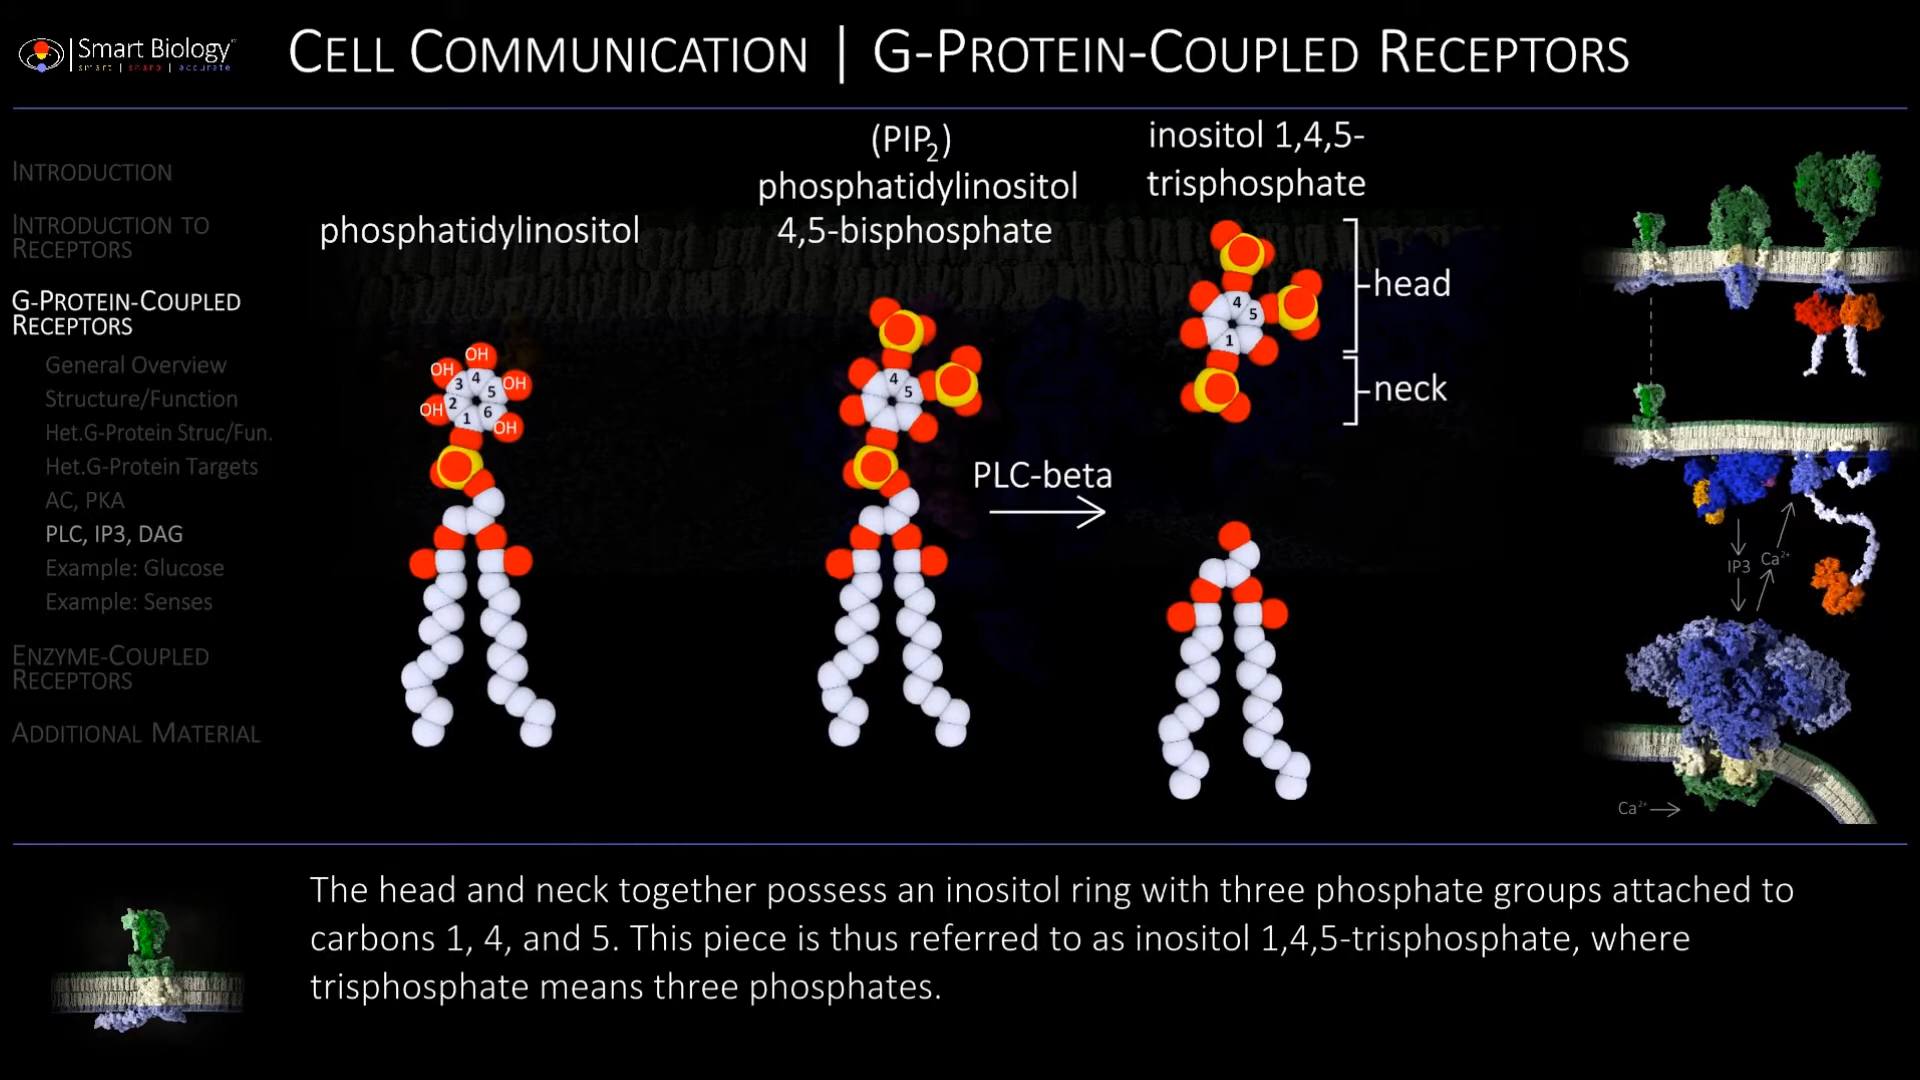 Smart Biology™
smart | sharp | accurate
CELL COMMUNICATION | G-PROTEIN-COUPLED RECEPTORS
INTRODUCTION
INTRODUCTION TO
RECEPTORS
G-PROTEIN-COUPLED
RECEPTORS
General Overview
Structure/Function
Het.G-Protein Struc/Fun.
Het.G-Protein Targets
AC, PKA
PLC, IP3, DAG
Example: Glucose
Example: Senses
ENZYME-COUPLED
RECEPTORS
ADDITIONAL MATERIAL
phosphatidylinositol
OH
OH
OH
OH
OH
3 4 5
2 1 6
(PIP₂)
phosphatidylinositol
4,5-bisphosphate
4
5
PLC-beta
inositol 1,4,5-
trisphosphate
4
5
1
head
neck
IP3
Ca²⁺
Ca²⁺
The head and neck together possess an inositol ring with three phosphate groups attached to
carbons 1, 4, and 5. This piece is thus referred to as inositol 1,4,5-trisphosphate, where
trisphosphate means three phosphates.